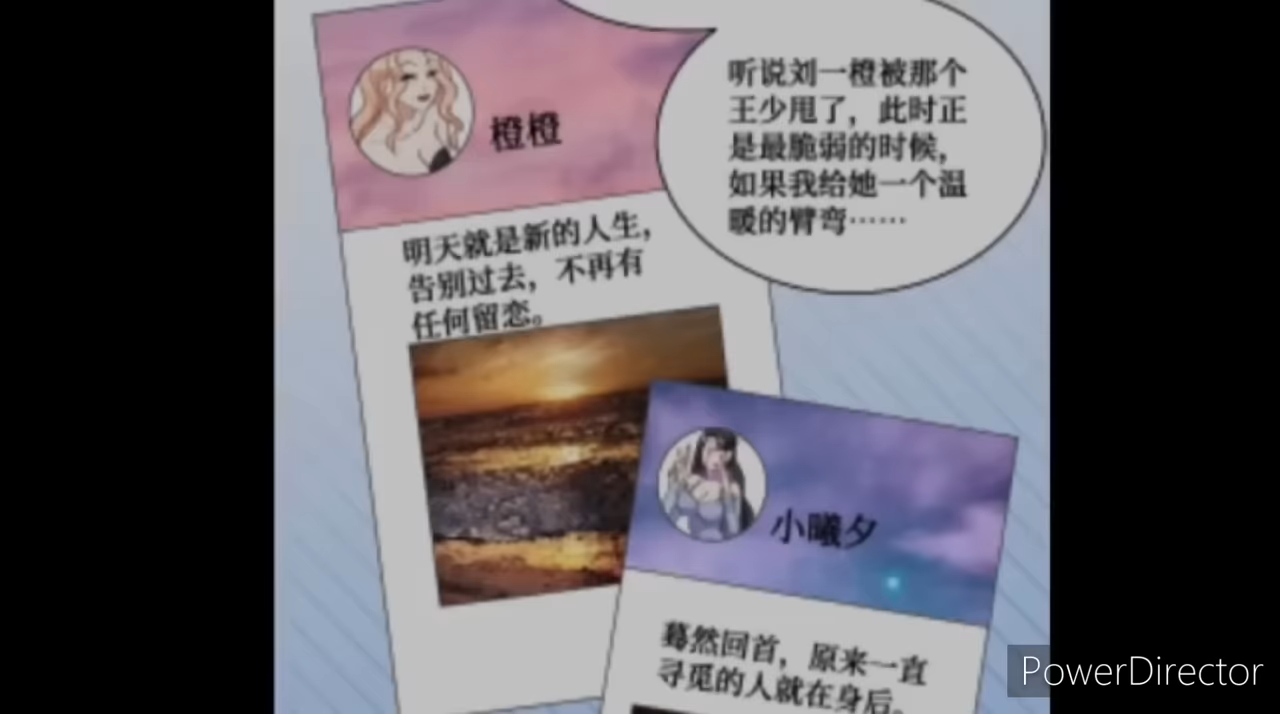 听说刘一橙被那个
王少甩了，此时正
是最脆弱的时候，
如果我给她一个温
暖的臂弯……
橙橙
明天就是新的人生，
告别过去，不再有
任何留恋。
小曦夕
蓦然回首，原来一直
寻觅的人就在身后。
PowerDirector